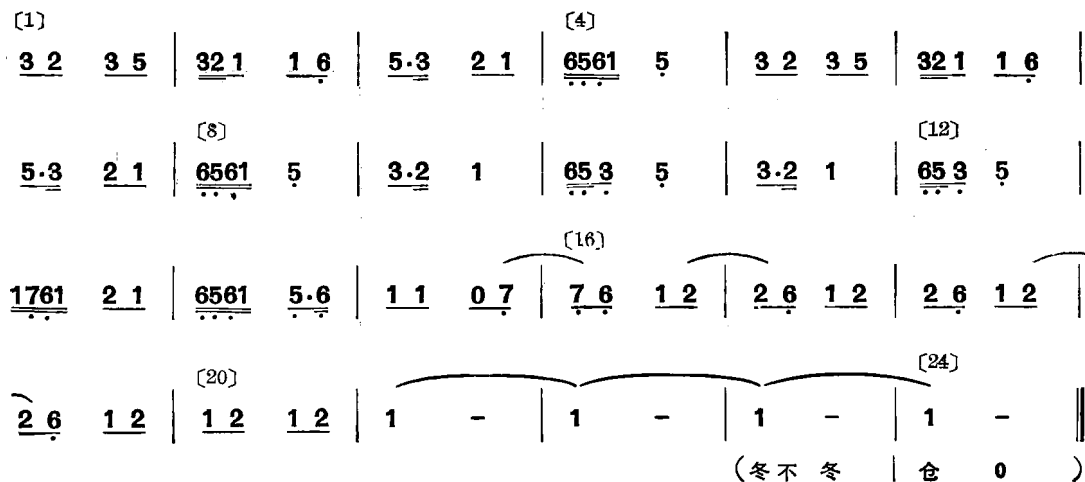 〔1〕 〔4〕
3 2 3 5 | 3 2 1 1 6 | 5·3 2 1 | 6561 5 | 3 2 3 5 | 32 1 1 6 |
〔8〕 〔12〕
5·3 2 1 | 6561 5 | 3·2 1 | 65 3 5 | 3·2 1 | 65 3 5 |
〔16〕
1761 2 1 | 6561 5·6 | 1 1 0 7 | 7 6 1 2 | 2 6 1 2 | 2 6 1 2 |
〔20〕 〔24〕
2 6 1 2 | 1 2 1 2 | 1 - | 1 - | 1 - | 1 - ‖
(冬不 冬 | 仓 0 )